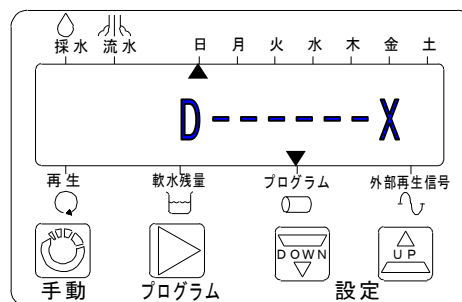 採水 流水 日 月 火 水 木 金 土
D------X
再生 軟水残量 プログラム 外部再生信号
DOWN UP
手動 プログラム 設定